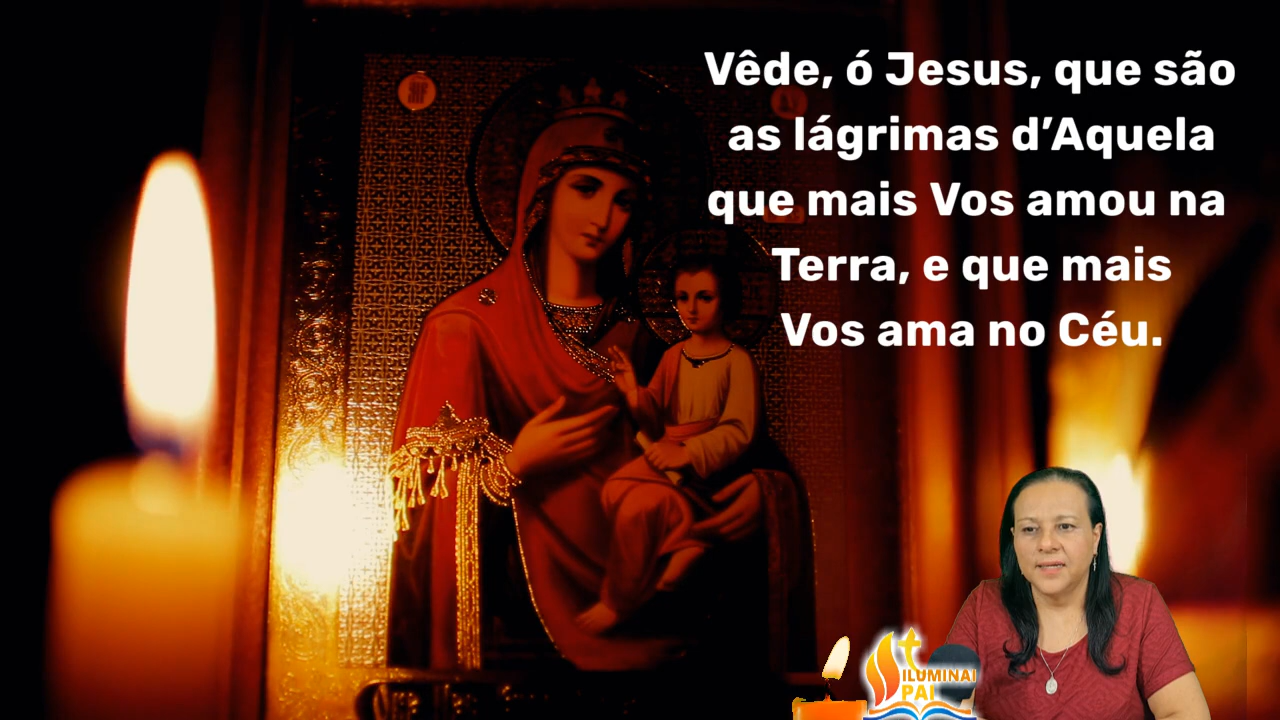 Vêde, ó Jesus, que são
as lágrimas d’Aquela
que mais Vos amou na
Terra, e que mais
Vos ama no Céu.
ILUMINAI
PAI